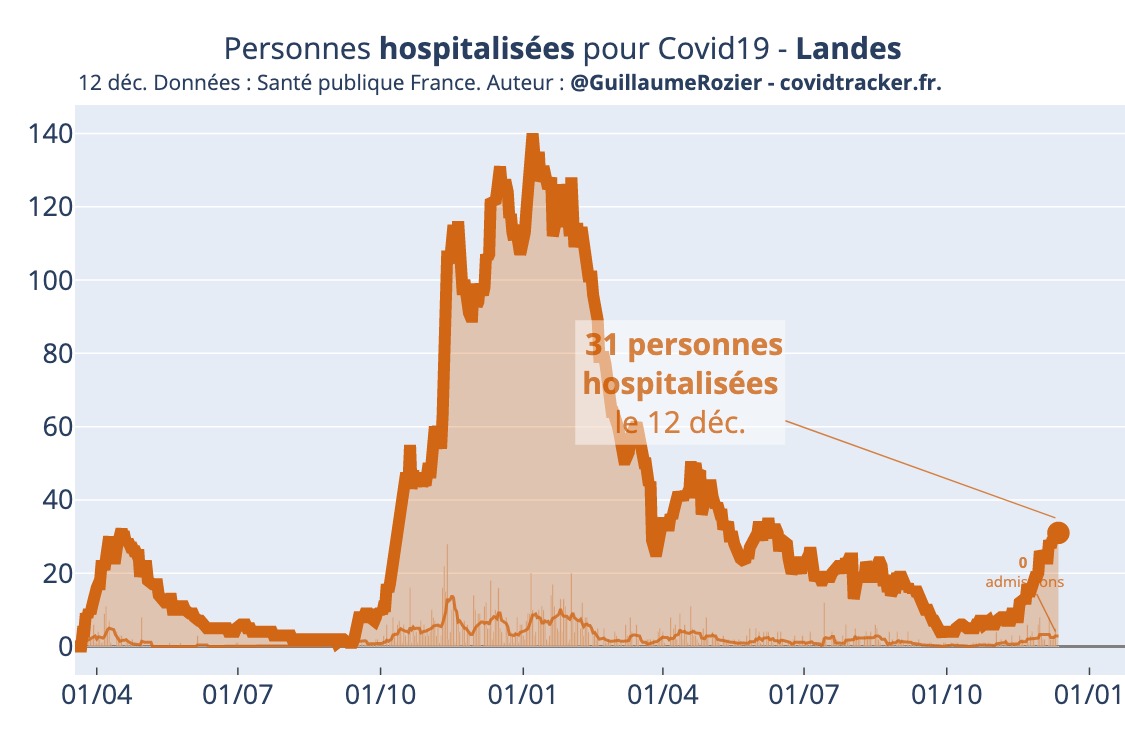 Personnes hospitalisées pour Covid19 - Landes
12 déc. Données : Santé publique France. Auteur : @GuillaumeRozier - covidtracker.fr.
140
120
100
80
60
40
20
0
31 personnes
hospitalisées
le 12 déc.
0
admissions
01/04 01/07 01/10 01/01 01/04 01/07 01/10 01/01